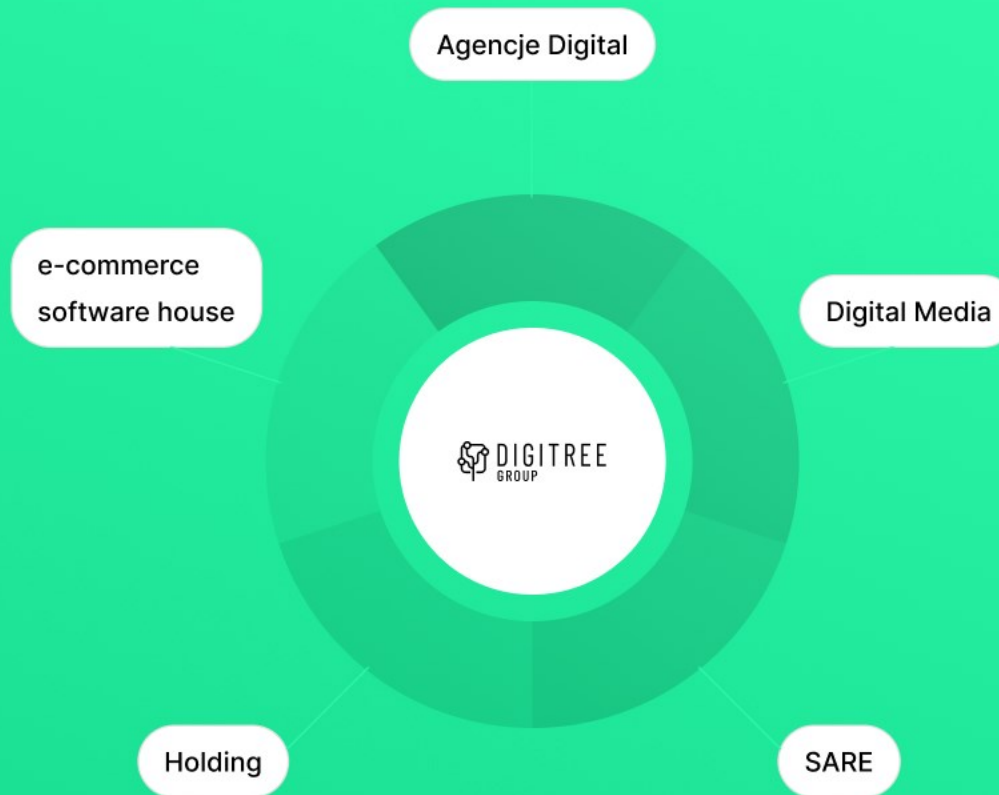 Agencje Digital
e-commerce
software house
Digital Media
DIGITREE
GROUP
Holding
SARE